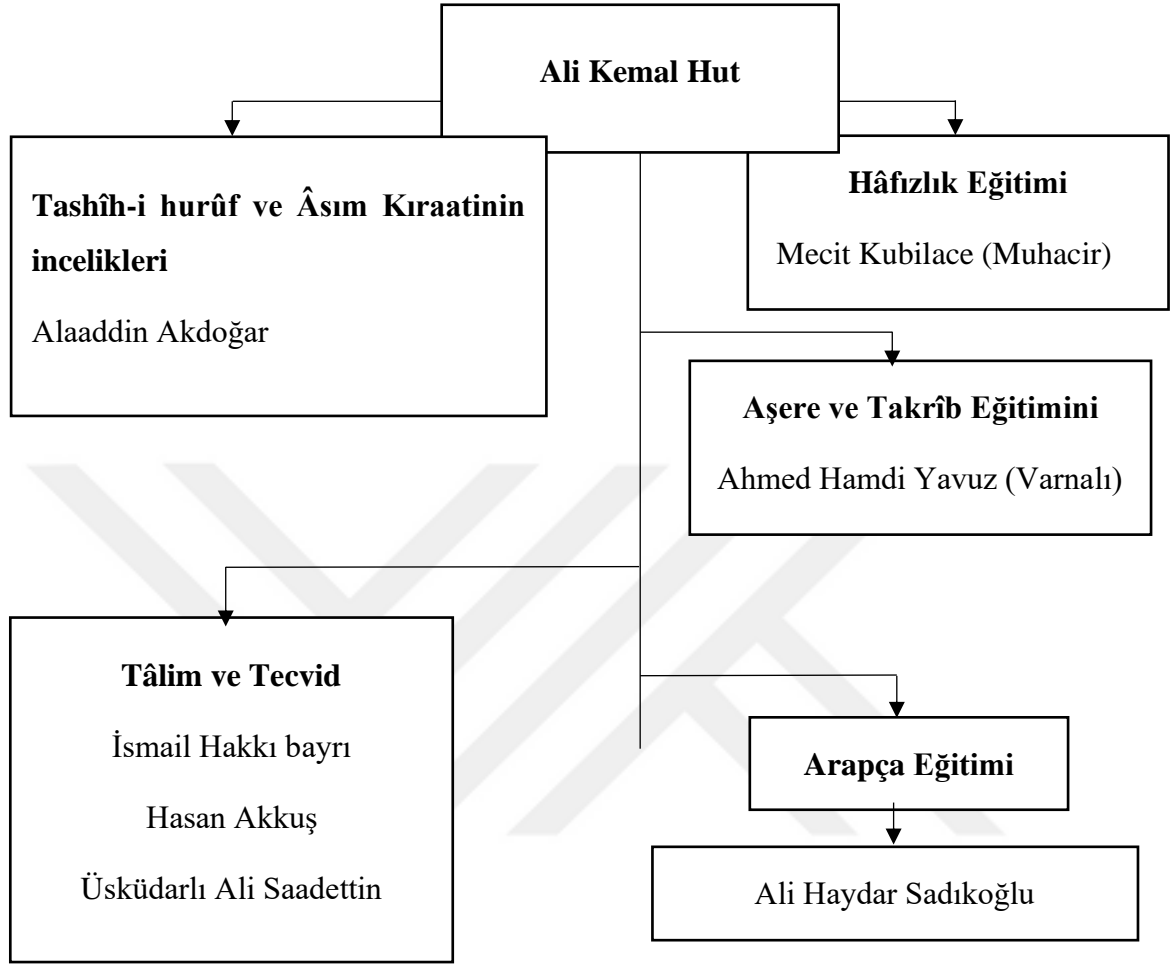 Ali Kemal Hut
Tashîh-i hurûf ve Âsım Kıraatinin
incelikleri
Alaaddin Akdoğar
Hâfızlık Eğitimi
Mecit Kubilace (Muhacir)
Aşere ve Takrîb Eğitimini
Ahmed Hamdi Yavuz (Varnalı)
Tâlim ve Tecvid
İsmail Hakkı bayrı
Hasan Akkuş
Üsküdarlı Ali Saadettin
Arapça Eğitimi
Ali Haydar Sadıkoğlu